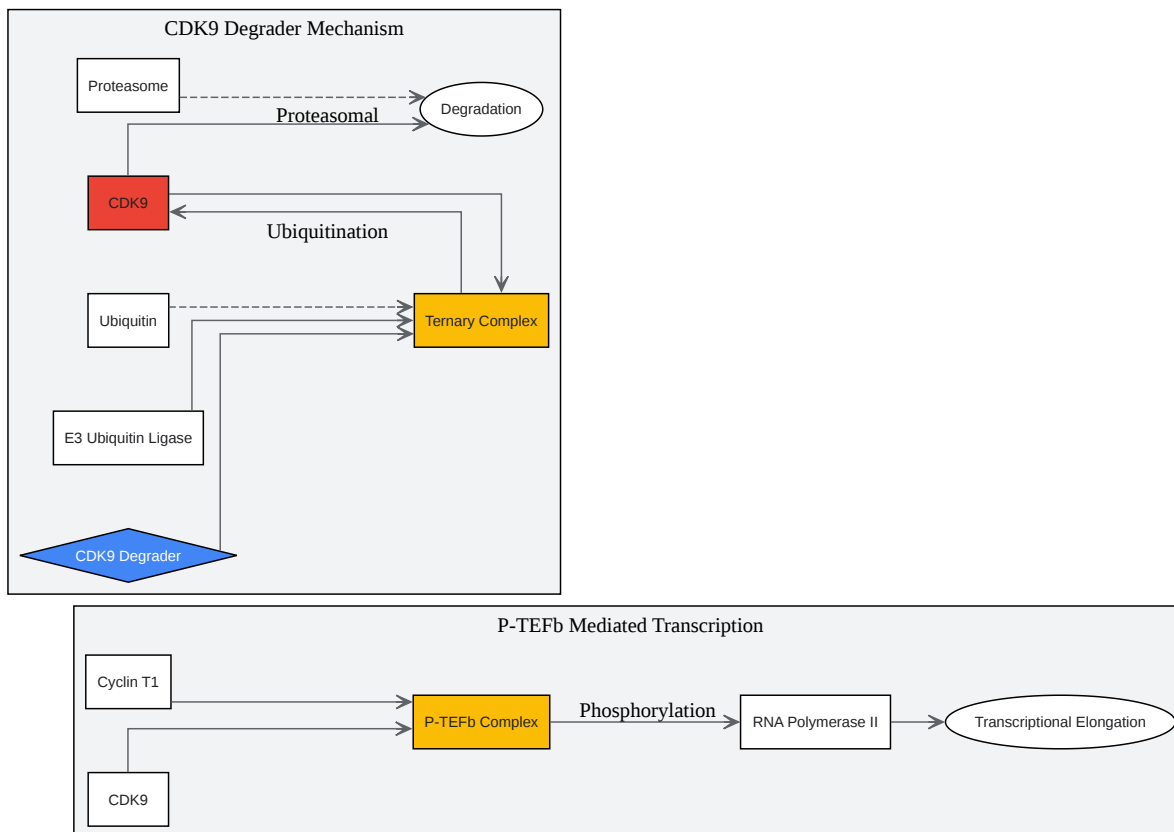 CDK9 Degrader Mechanism
Proteasome
Degradation
Proteasomal
CDK9
Ubiquitination
Ubiquitin
Ternary Complex
E3 Ubiquitin Ligase
CDK9 Degrader
P-TEFb Mediated Transcription
Cyclin T1
P-TEFb Complex
Phosphorylation
RNA Polymerase II
Transcriptional Elongation
CDK9